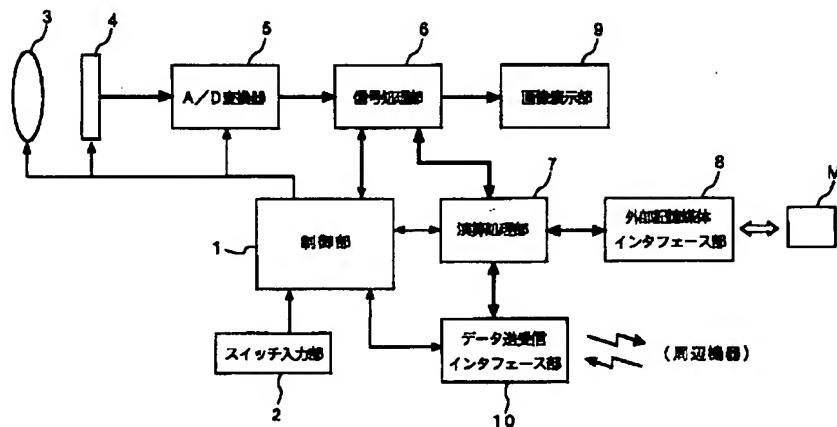 3
4
5
6
9
A/D変換器
信号処理部
画像表示部
7
8
M
1
制御部
演算処理部
外部記憶媒体
インタフェース部
スイッチ入力部
2
データ送受信
インタフェース部
10
(周辺機器)